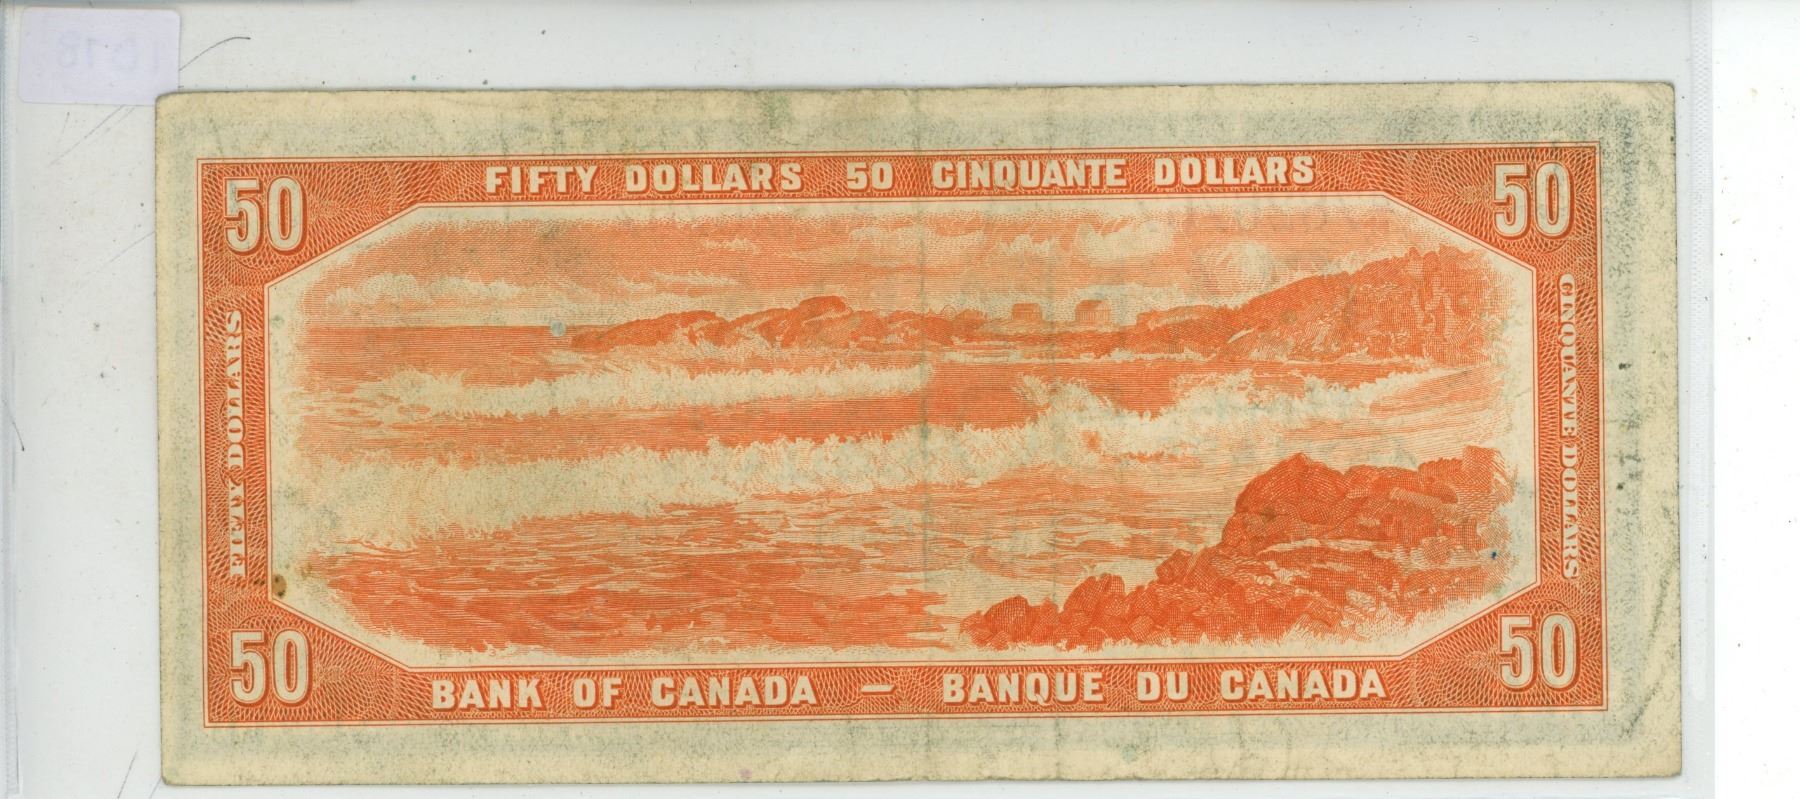 FIFTY DOLLARS 50 CINQUANTE DOLLARS
50
50
FIFTY DOLLARS
CINQUANTE DOLLARS
50
50
BANK OF CANADA — BANQUE DU CANADA